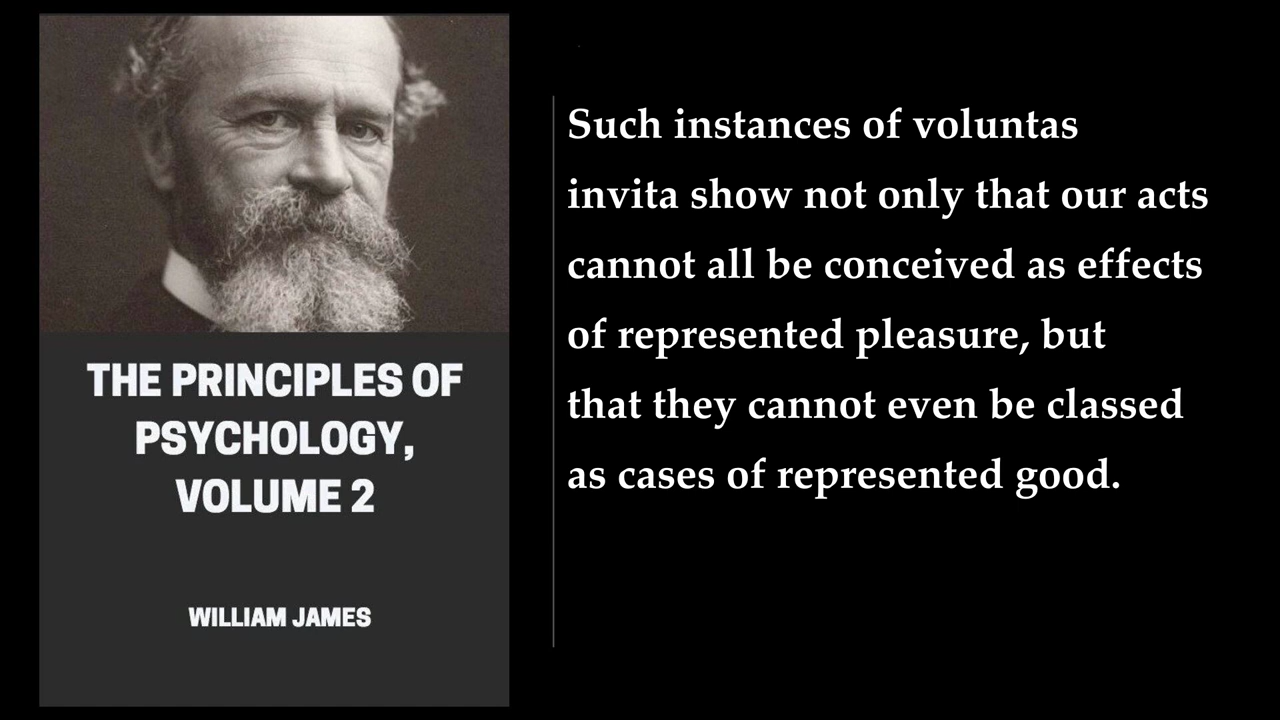 THE PRINCIPLES OF
PSYCHOLOGY,
VOLUME 2
WILLIAM JAMES
Such instances of voluntas
invita show not only that our acts
cannot all be conceived as effects
of represented pleasure, but
that they cannot even be classed
as cases of represented good.